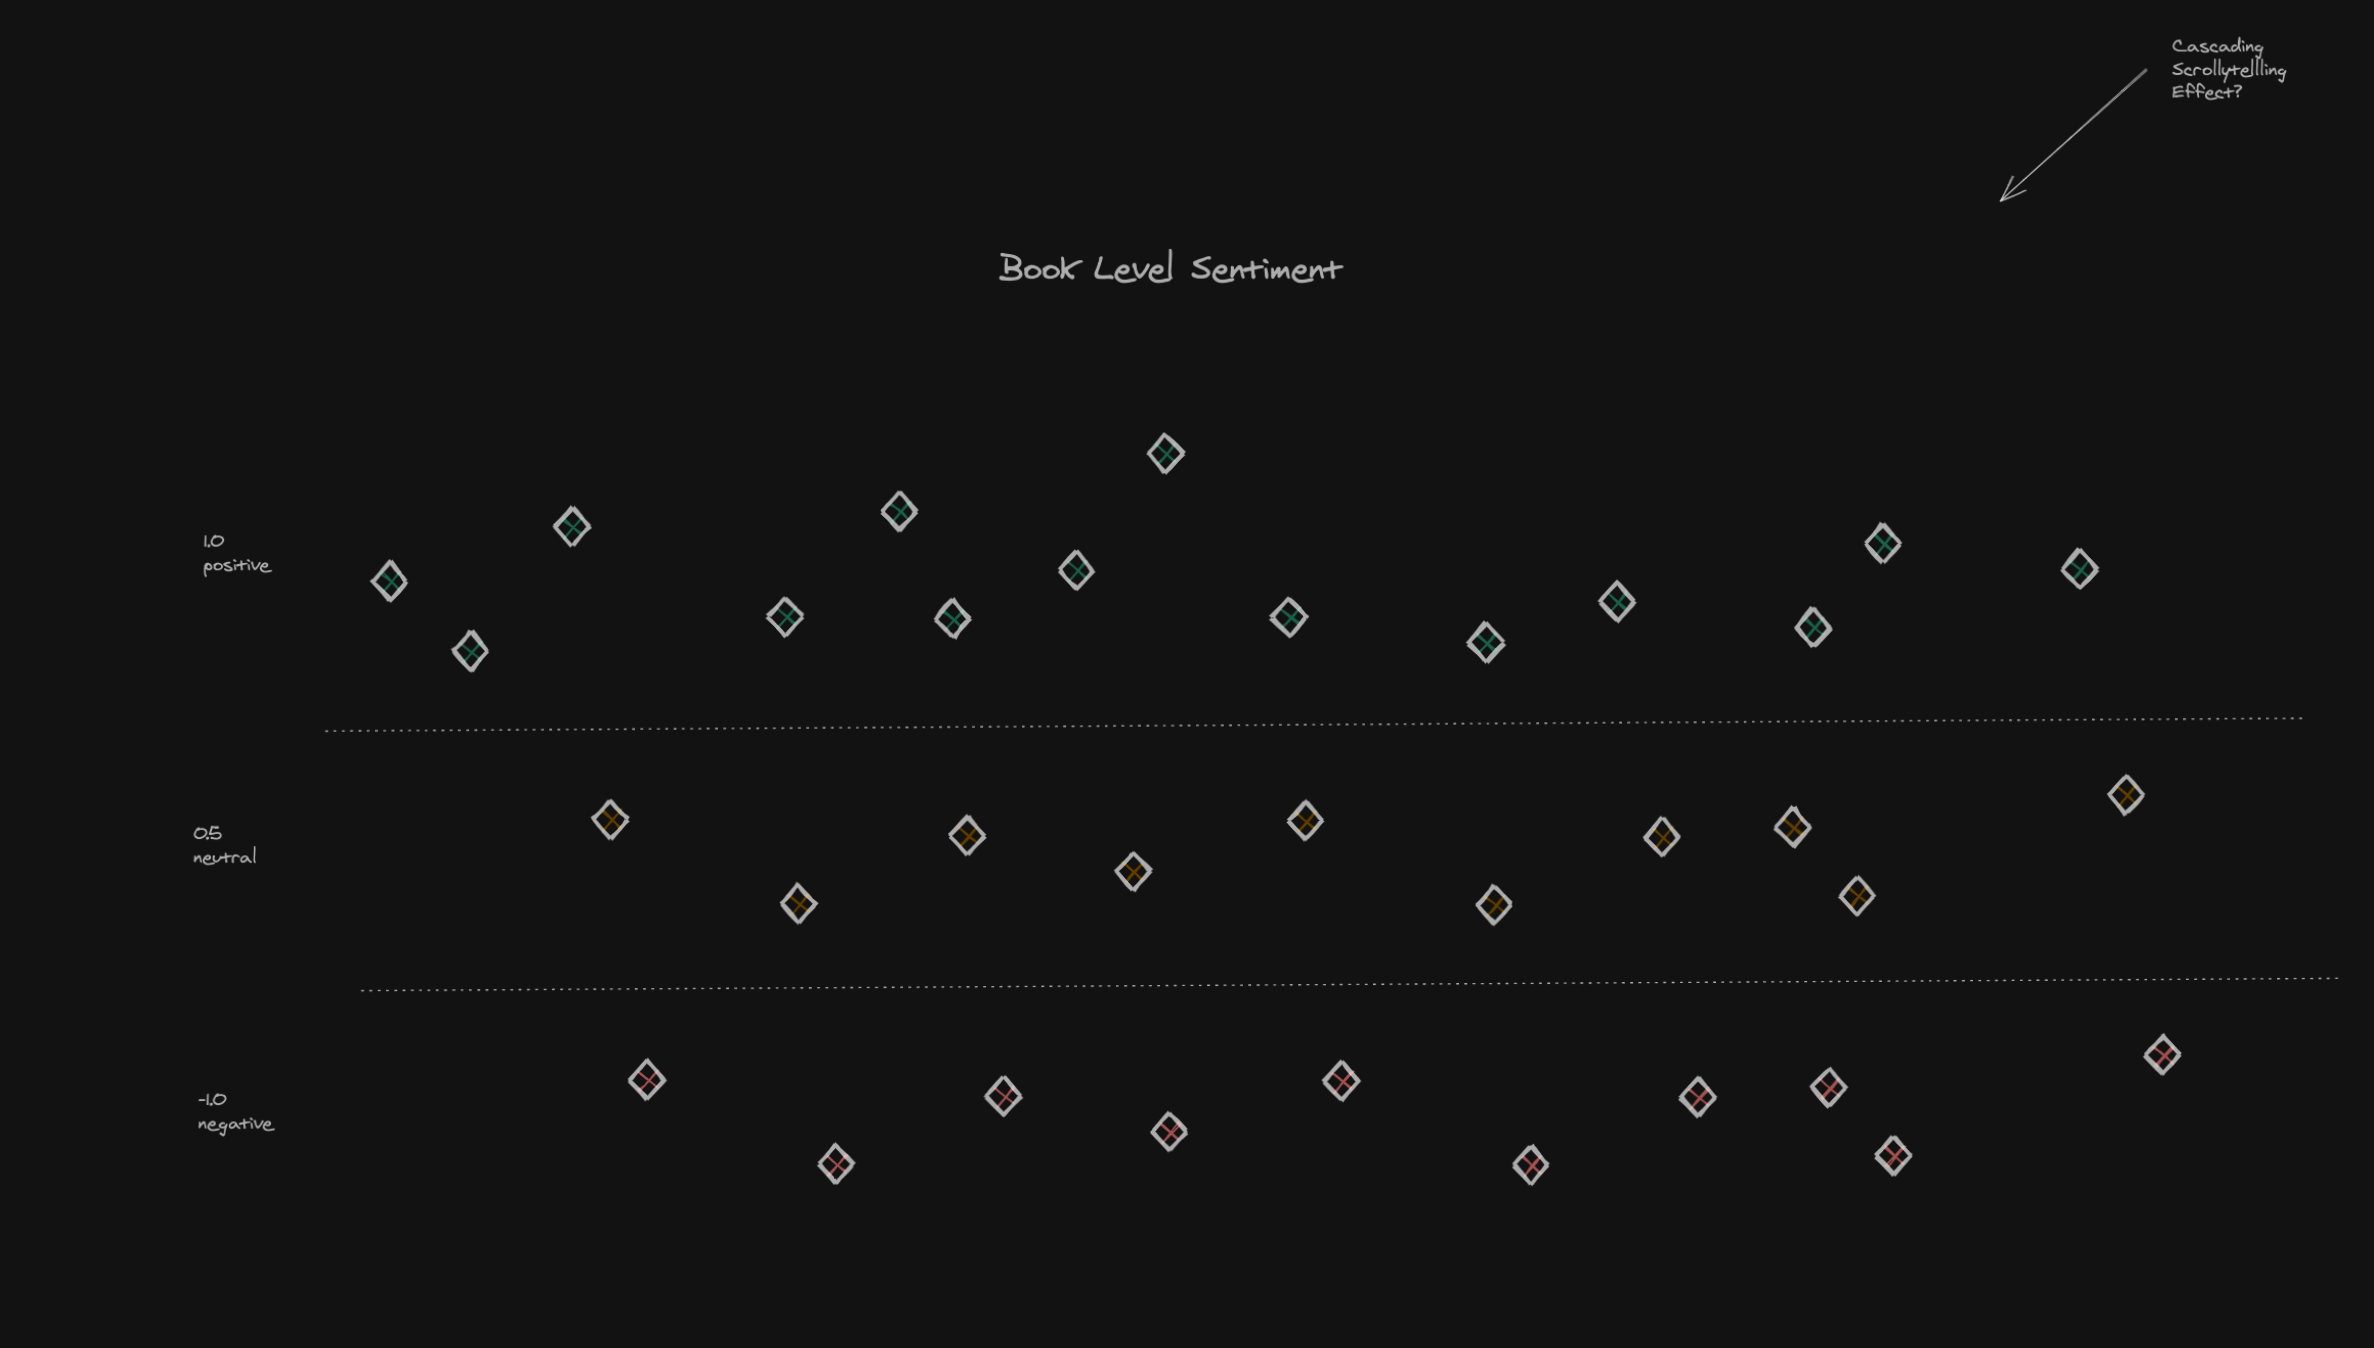 Cascading
Scrollytellling
Effect?
Book Level Sentiment
1.0
positive
0.5
neutral
-1.0
negative